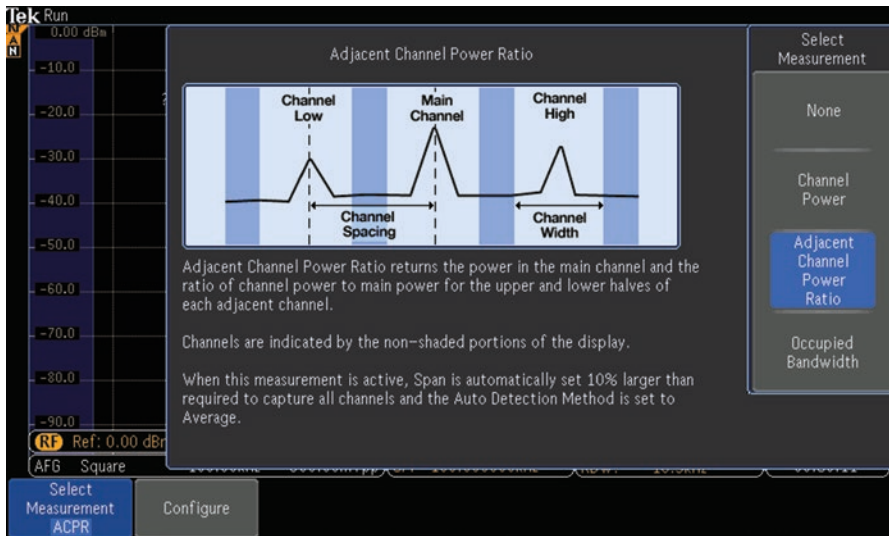 Tek Run
0.00 dBm
-10.0
-20.0
-30.0
-40.0
-50.0
-60.0
-70.0
-80.0
-90.0
RF Ref: 0.00 dBm
AFG Square
Adjacent Channel Power Ratio
Channel Low
Main Channel
Channel High
Channel Spacing
Channel Width
Adjacent Channel Power Ratio returns the power in the main channel and the
ratio of channel power to main power for the upper and lower halves of
each adjacent channel.
Channels are indicated by the non-shaded portions of the display.
When this measurement is active, Span is automatically set 10% larger than
required to capture all channels and the Auto Detection Method is set to
Average.
Select
Measurement
None
Channel
Power
Adjacent
Channel
Power
Ratio
Occupied
Bandwidth
Select
Measurement
ACPR
Configure